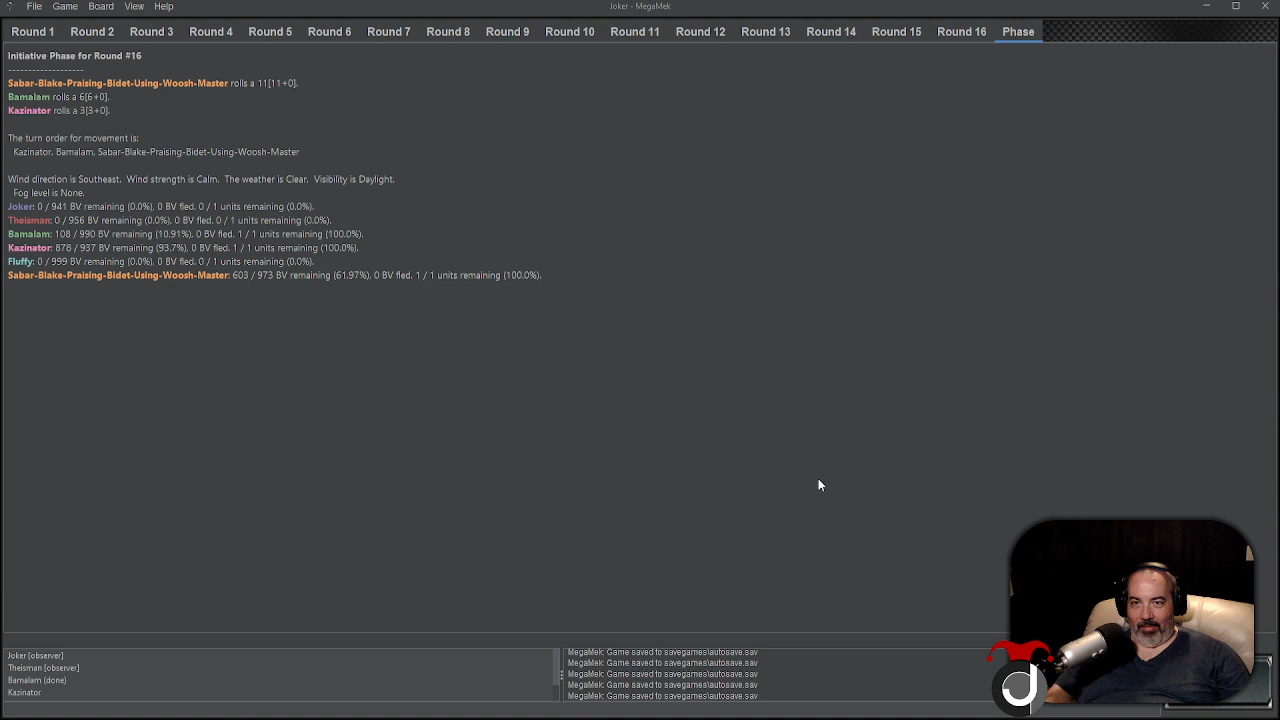 File Game Board View Help
Joker - MegaMek
Round 1 Round 2 Round 3 Round 4 Round 5 Round 6 Round 7 Round 8 Round 9 Round 10 Round 11 Round 12 Round 13 Round 14 Round 15 Round 16 Phase
Initiative Phase for Round #16
-------------------
Sabar-Blake-Praising-Bidet-Using-Woosh-Master rolls a 11[11+0].
Bamalam rolls a 6[6+0].
Kazinator rolls a 3[3+0].
The turn order for movement is:
Kazinator, Bamalam, Sabar-Blake-Praising-Bidet-Using-Woosh-Master
Wind direction is Southeast. Wind strength is Calm. The weather is Clear. Visibility is Daylight.
Fog level is None.
Joker: 0 / 941 BV remaining (0.0%), 0 BV fled. 0 / 1 units remaining (0.0%).
Theisman: 0 / 956 BV remaining (0.0%), 0 BV fled. 0 / 1 units remaining (0.0%).
Bamalam: 108 / 990 BV remaining (10.91%), 0 BV fled. 1 / 1 units remaining (100.0%).
Kazinator: 878 / 937 BV remaining (93.7%), 0 BV fled. 1 / 1 units remaining (100.0%).
Fluffy: 0 / 999 BV remaining (0.0%), 0 BV fled. 0 / 1 units remaining (0.0%).
Sabar-Blake-Praising-Bidet-Using-Woosh-Master: 603 / 973 BV remaining (61.97%), 0 BV fled. 1 / 1 units remaining (100.0%).
Joker [observer]
Theisman [observer]
Bamalam (done)
Kazinator
MegaMek: Game saved to savegames\autosave.sav
MegaMek: Game saved to savegames\autosave.sav
MegaMek: Game saved to savegames\autosave.sav
MegaMek: Game saved to savegames\autosave.sav
MegaMek: Game saved to savegames\autosave.sav